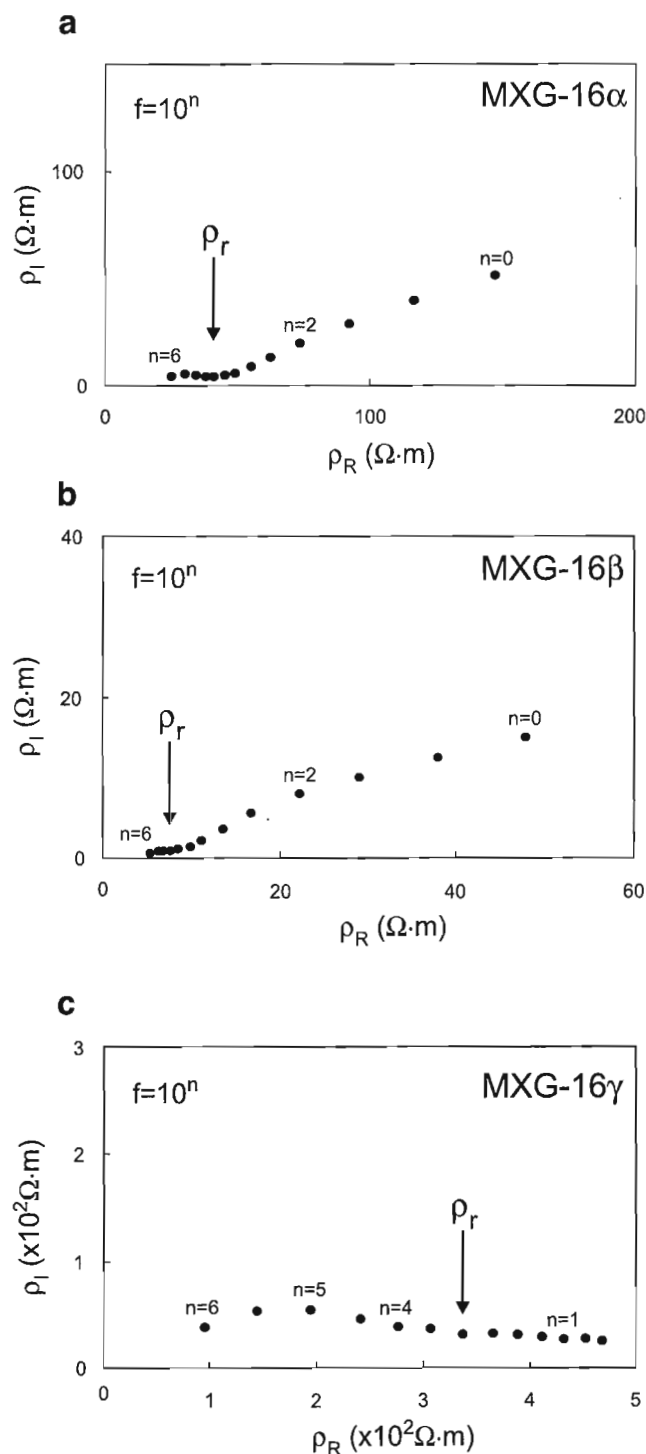 a
f=10ⁿ MXG-16α
100
0
ρI (Ω·m)
ρr
n=0
n=2
n=6
0 100 200
ρR (Ω·m)
b
40
20
0
f=10ⁿ MXG-16β
ρI (Ω·m)
ρr
n=0
n=2
n=6
0 20 40 60
ρR (Ω·m)
c
3
2
1
0
f=10ⁿ MXG-16γ
ρI (x10²Ω·m)
ρr
n=6
n=5
n=4
n=1
0 1 2 3 4 5
ρR (x10²Ω·m)